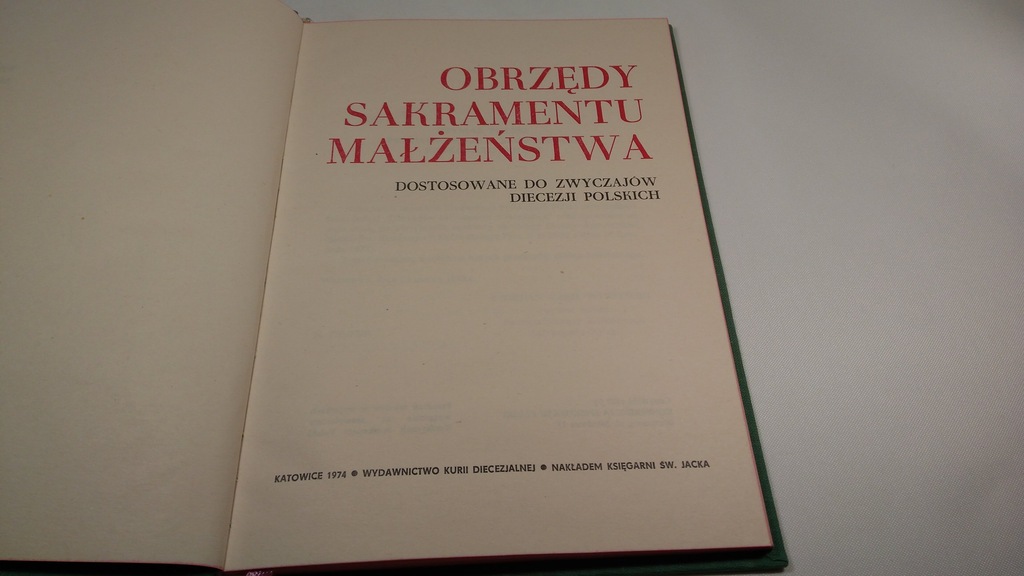 OBRZĘDY
SAKRAMENTU
MAŁŻEŃSTWA
DOSTOSOWANE DO ZWYCZAJÓW
DIECEZJI POLSKICH
KATOWICE 1974 ● WYDAWNICTWO KURII DIECEZJALNEJ ● NAKŁADEM KSIĘGARNI ŚW. JACKA